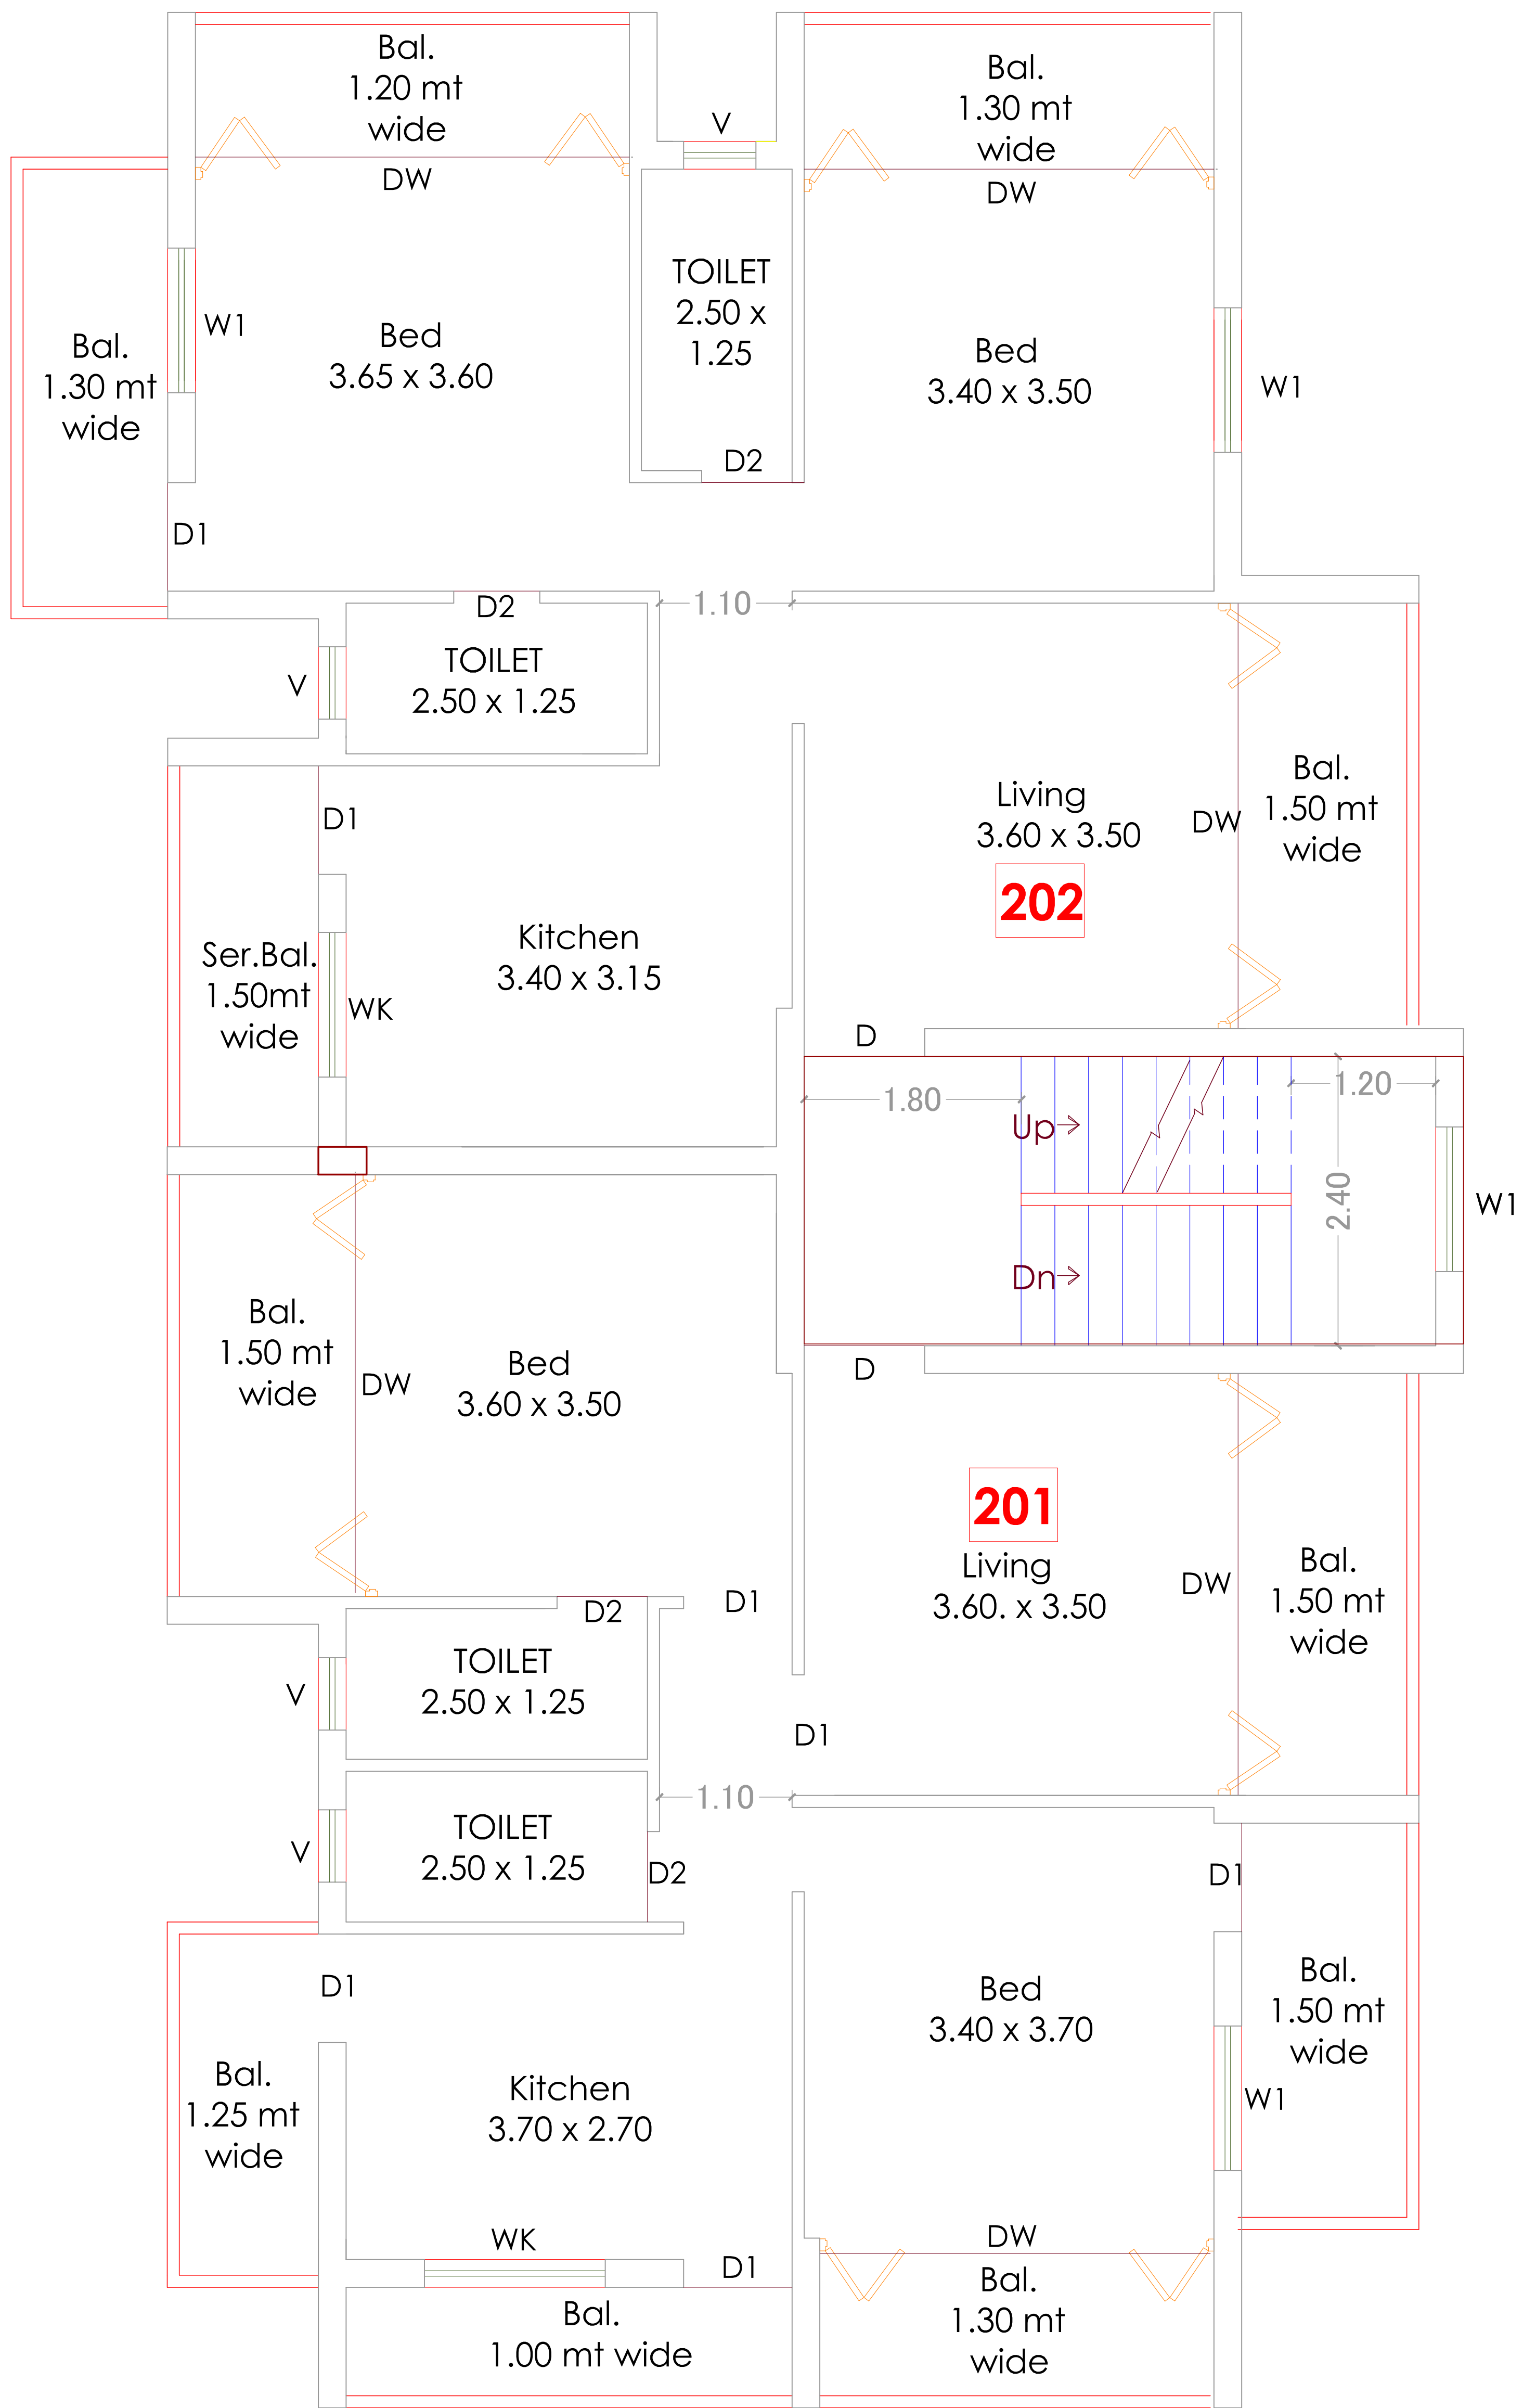 Bal.
1.20 mt
wide
Bal.
1.30 mt
wide
V
DW
DW
TOILET
2.50 x
1.25
W1
Bed
3.65 x 3.60
Bal.
1.30 mt
wide
Bed
3.40 x 3.50
W1
D2
D1
1.10
D2
TOILET
2.50 x 1.25
V
Living
3.60 x 3.50
Bal.
1.50 mt
wide
D1
DW
202
Kitchen
3.40 x 3.15
Ser.Bal.
1.50mt
wide
WK
D
1.80
1.20
Up
2.40
W1
Dn
Bal.
1.50 mt
wide
Bed
3.60 x 3.50
DW
D
201
Living
3.60. x 3.50
Bal.
1.50 mt
wide
DW
D1
D2
TOILET
2.50 x 1.25
V
D1
1.10
TOILET
2.50 x 1.25
V
D2
D1
D1
Bed
3.40 x 3.70
Bal.
1.50 mt
wide
Bal.
1.25 mt
wide
Kitchen
3.70 x 2.70
W1
WK
D1
DW
Bal.
1.00 mt wide
Bal.
1.30 mt
wide